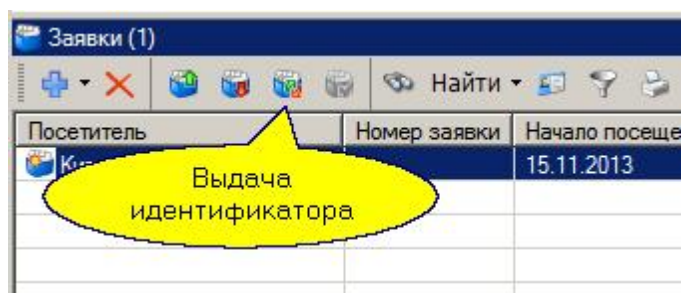 Заявки (1)
Найти
Посетитель Номер заявки Начало посеще
15.11.2013
Выдача
идентификатора